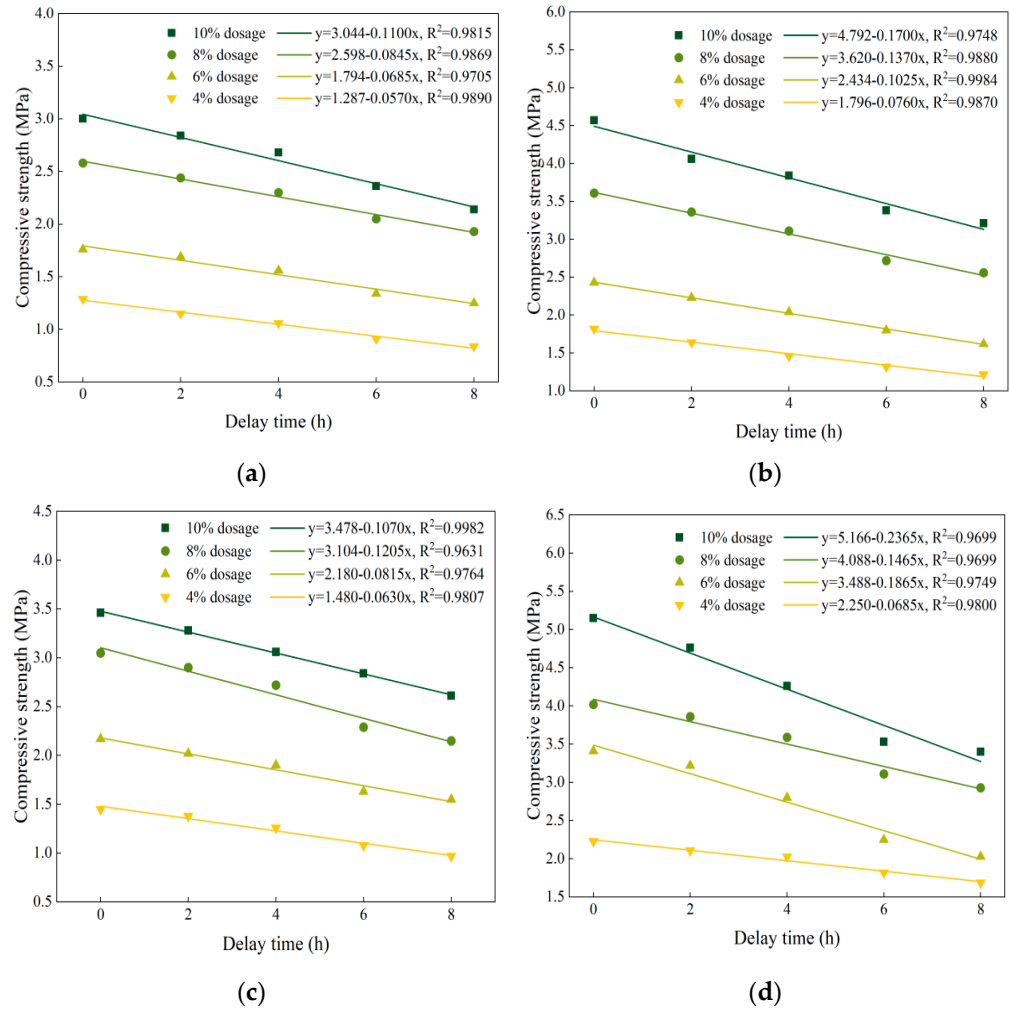 4.0
3.5
3.0
2.5
2.0
1.5
1.0
0.5
Compressive strength (MPa)
10% dosage y=3.044-0.1100x, R²=0.9815
8% dosage y=2.598-0.0845x, R²=0.9869
6% dosage y=1.794-0.0685x, R²=0.9705
4% dosage y=1.287-0.0570x, R²=0.9890
0 2 4 6 8
Delay time (h)
(a)
6.0
5.5
5.0
4.5
4.0
3.5
3.0
2.5
2.0
1.5
1.0
Compressive strength (MPa)
10% dosage y=4.792-0.1700x, R²=0.9748
8% dosage y=3.620-0.1370x, R²=0.9880
6% dosage y=2.434-0.1025x, R²=0.9984
4% dosage y=1.796-0.0760x, R²=0.9870
0 2 4 6 8
Delay time (h)
(b)
4.5
4.0
3.5
3.0
2.5
2.0
1.5
1.0
0.5
Compressive strength (MPa)
10% dosage y=3.478-0.1070x, R²=0.9982
8% dosage y=3.104-0.1205x, R²=0.9631
6% dosage y=2.180-0.0815x, R²=0.9764
4% dosage y=1.480-0.0630x, R²=0.9807
0 2 4 6 8
Delay time (h)
(c)
6.5
6.0
5.5
5.0
4.5
4.0
3.5
3.0
2.5
2.0
1.5
Compressive strength (MPa)
10% dosage y=5.166-0.2365x, R²=0.9699
8% dosage y=4.088-0.1465x, R²=0.9699
6% dosage y=3.488-0.1865x, R²=0.9749
4% dosage y=2.250-0.0685x, R²=0.9800
0 2 4 6 8
Delay time (h)
(d)